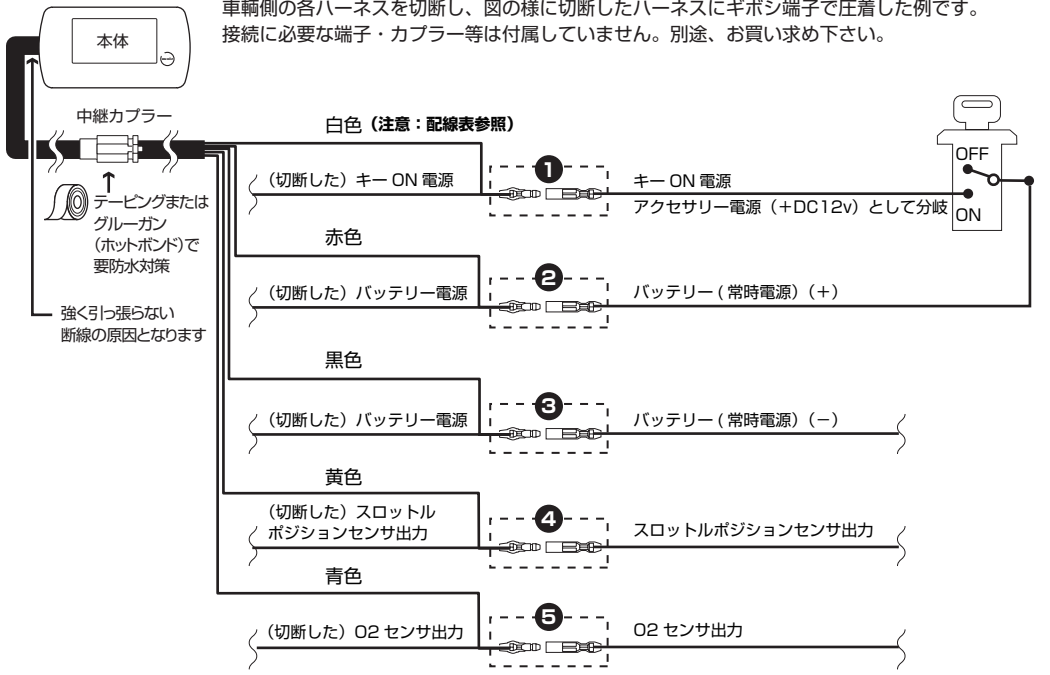 車輌側の各ハーネスを切断し、図の様に切断したハーネスにギボシ端子で圧着した例です。
接続に必要な端子・カプラー等は付属していません。別途、お買い求め下さい。
本体
中継カプラー
テーピングまたは
グルーガン
（ホットボンド）で
要防水対策
強く引っ張らない
断線の原因となります
白色（注意：配線表参照）
（切断した）キー ON 電源
1
キー ON 電源
アクセサリー電源（＋DC12v）として分岐
OFF
ON
赤色
（切断した）バッテリー電源
2
バッテリー ( 常時電源)（＋）
黒色
（切断した）バッテリー電源
3
バッテリー ( 常時電源)（－）
黄色
（切断した）スロットル
ポジションセンサ出力
4
スロットルポジションセンサ出力
青色
（切断した）O2 センサ出力
5
O2 センサ出力